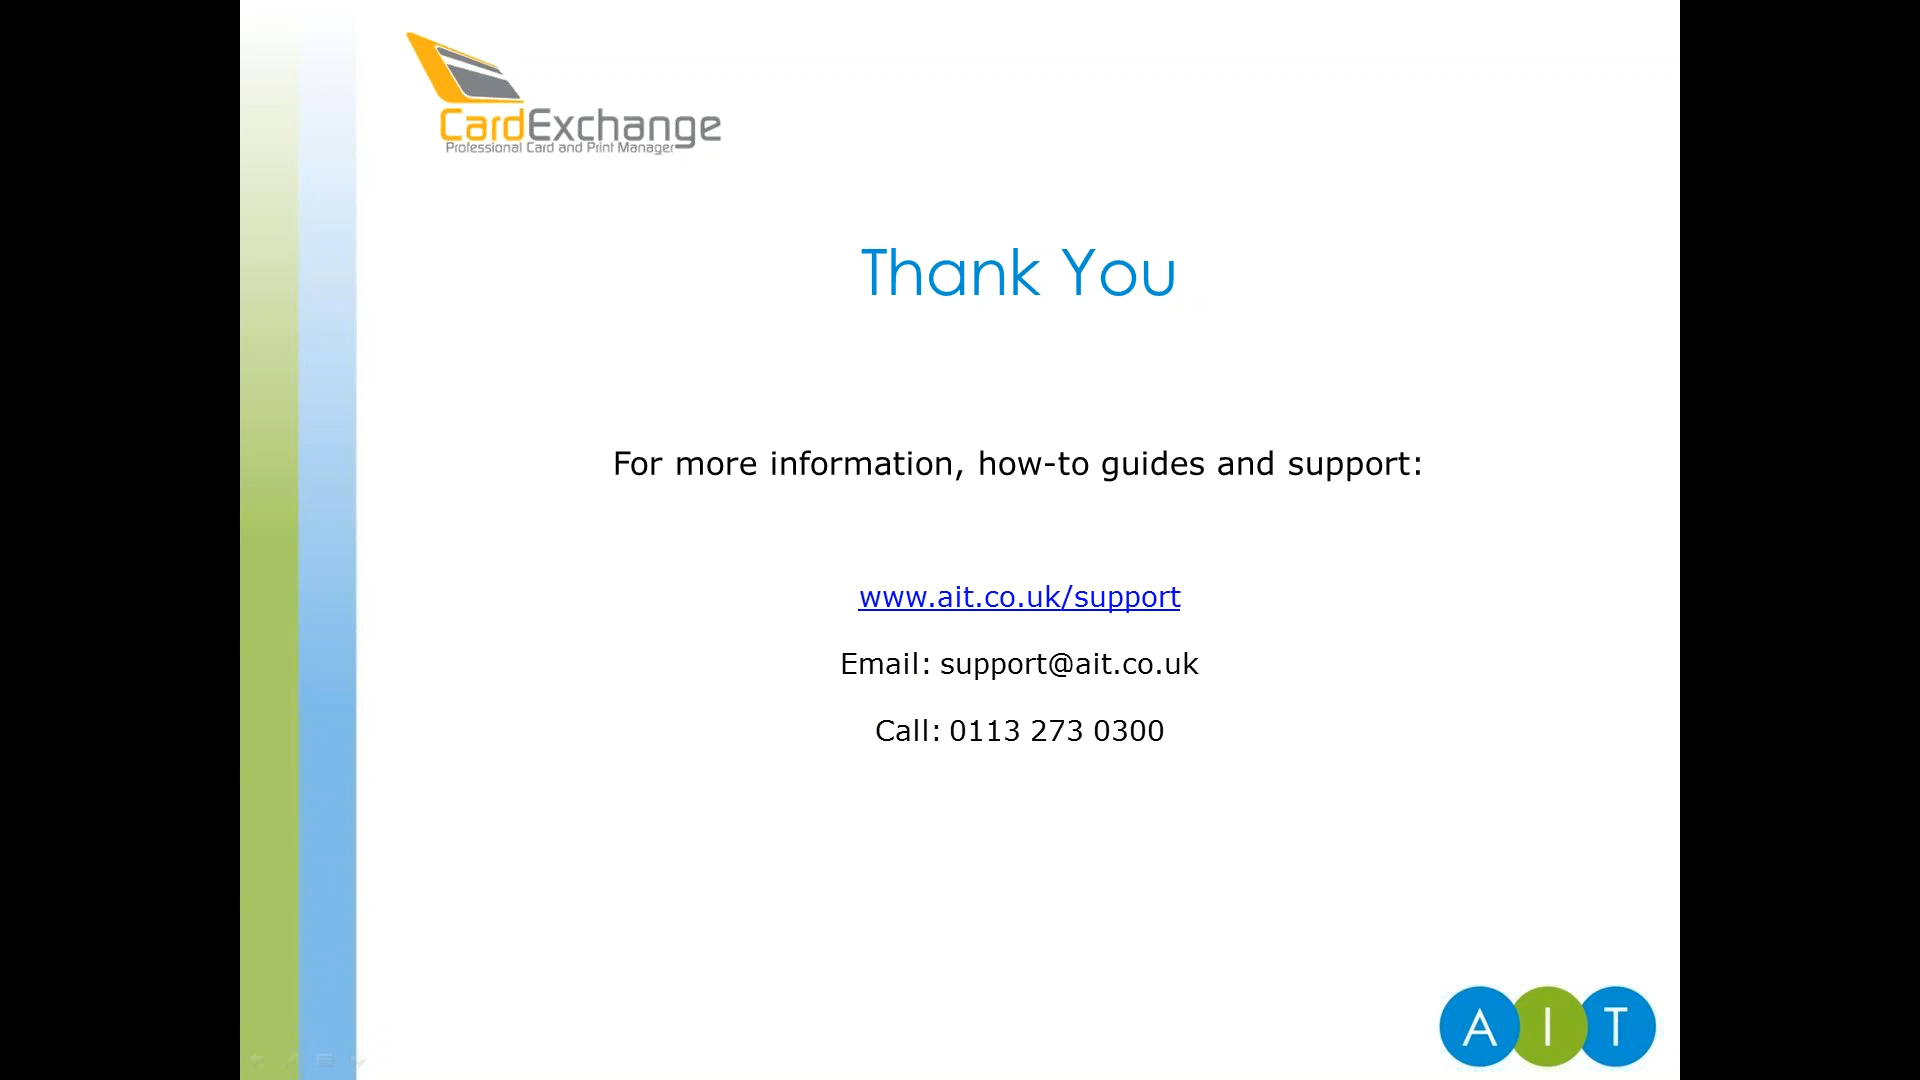 CardExchange
Professional Card and Print Manager
Thank You
For more information, how-to guides and support:
www.ait.co.uk/support
Email: support@ait.co.uk
Call: 0113 273 0300
A I T